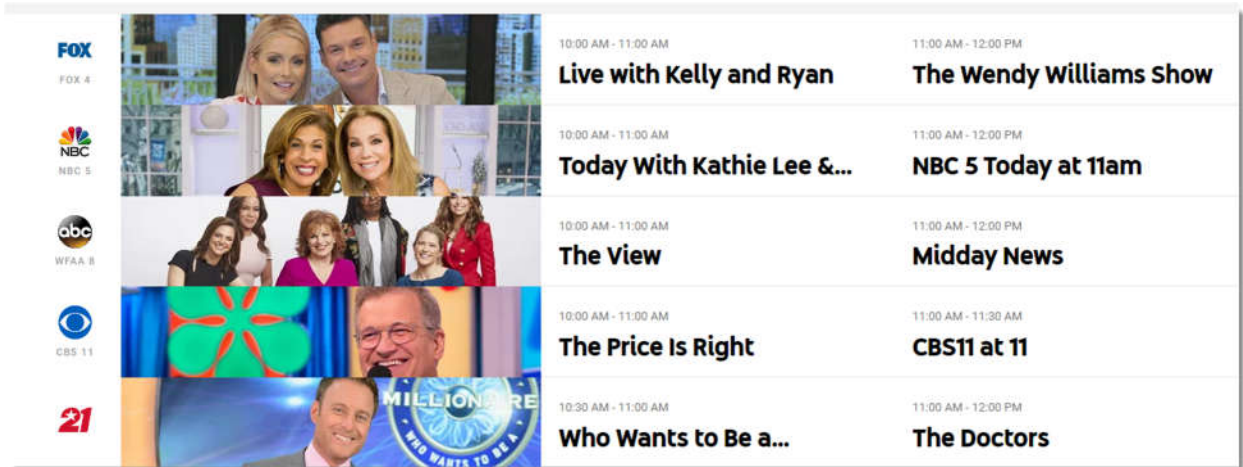 FOX
FOX 4
10:00 AM - 11:00 AM
Live with Kelly and Ryan
11:00 AM - 12:00 PM
The Wendy Williams Show
NBC
NBC 5
10:00 AM - 11:00 AM
Today With Kathie Lee &...
11:00 AM - 12:00 PM
NBC 5 Today at 11am
abc
WFAA 8
10:00 AM - 11:00 AM
The View
11:00 AM - 12:00 PM
Midday News
CBS 11
10:00 AM - 11:00 AM
The Price Is Right
11:00 AM - 11:30 AM
CBS11 at 11
21
MILLIONAIRE
WHO WANTS TO BE A
10:30 AM - 11:00 AM
Who Wants to Be a...
11:00 AM - 12:00 PM
The Doctors